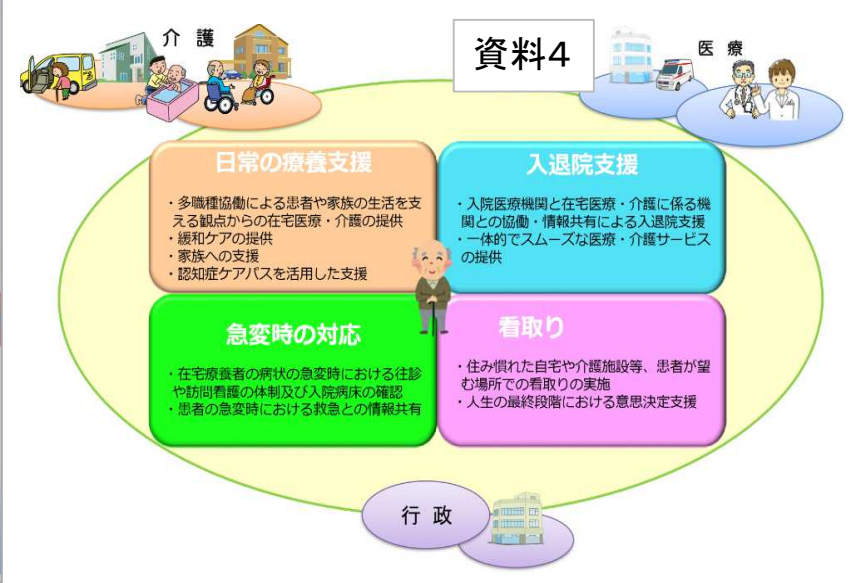 介 護
資料4
医 療
日常の療養支援
・多職種協働による患者や家族の生活を支
える観点からの在宅医療・介護の提供
・緩和ケアの提供
・家族への支援
・認知症ケアパスを活用した支援
入退院支援
・入院医療機関と在宅医療・介護に係る機
関との協働・情報共有による入退院支援
・一体的でスムーズな医療・介護サービス
の提供
急変時の対応
・在宅療養者の病状の急変時における往診
や訪問看護の体制及び入院病床の確認
・患者の急変時における救急との情報共有
看取り
・住み慣れた自宅や介護施設等、患者が望
む場所での看取りの実施
・人生の最終段階における意思決定支援
行 政